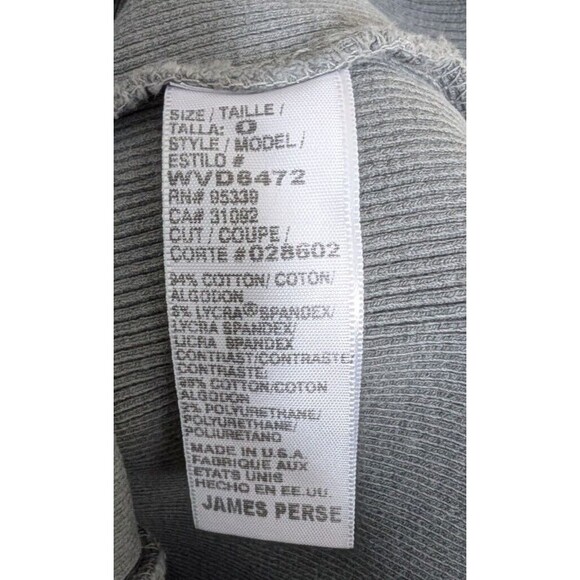 SIZE / TAILLE /
TALLA: 0
STYLE / MODEL /
ESTILO #
WVD6472
RN# 95339
CA# 31092
CUT / COUPE /
CORTE #028602
94% COTTON/ COTON/
ALGODON
6% LYCRA® SPANDEX/
LYCRA SPANDEX/
LICRA SPANDEX
CONTRAST/CONTRASTE/
CONTRASTE/
98% COTTON/COTON
ALGODON
2% POLYURETHANE/
POLYURETHANE/
POLIURETANO
MADE IN U.S.A
FABRIQUE AUX
ETATS UNIS
HECHO EN EE.UU.
JAMES PERSE